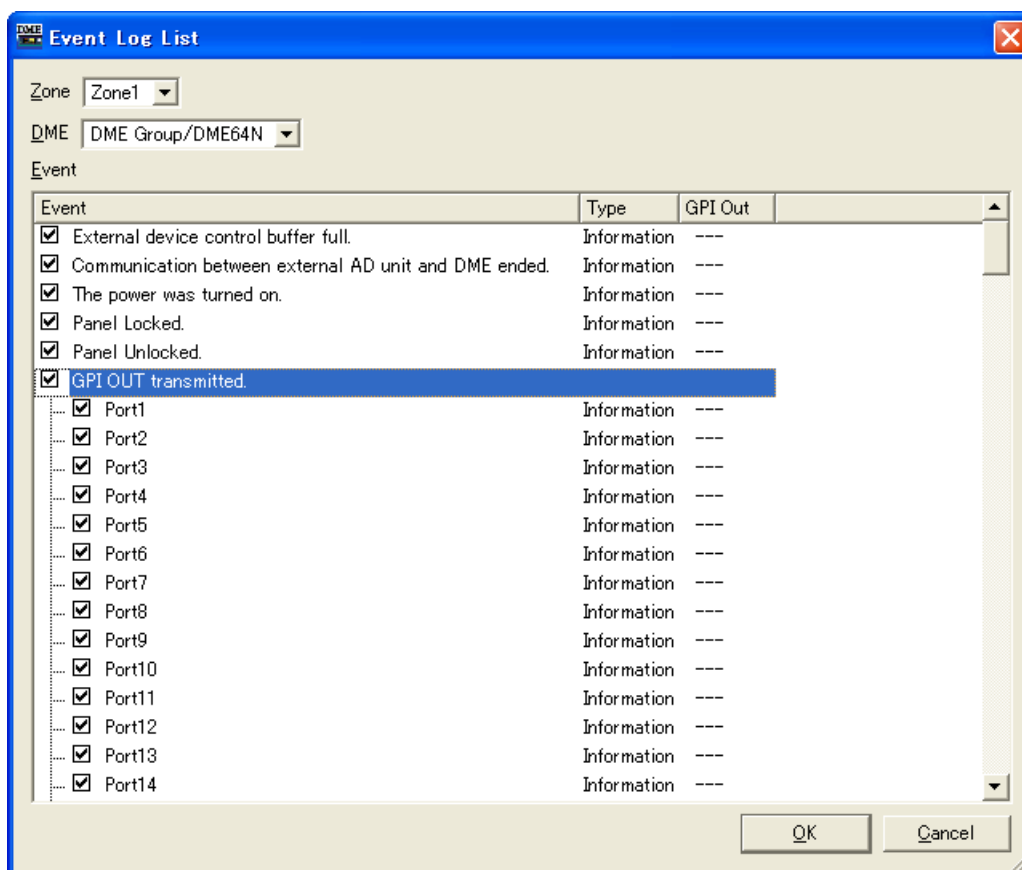 DME Event Log List
Zone Zone1
DME DME Group/DME64N
Event
Event Type GPI Out
External device control buffer full. Information ---
Communication between external AD unit and DME ended. Information ---
The power was turned on. Information ---
Panel Locked. Information ---
Panel Unlocked. Information ---
GPI OUT transmitted.
Port1 Information ---
Port2 Information ---
Port3 Information ---
Port4 Information ---
Port5 Information ---
Port6 Information ---
Port7 Information ---
Port8 Information ---
Port9 Information ---
Port10 Information ---
Port11 Information ---
Port12 Information ---
Port13 Information ---
Port14 Information ---
OK Cancel